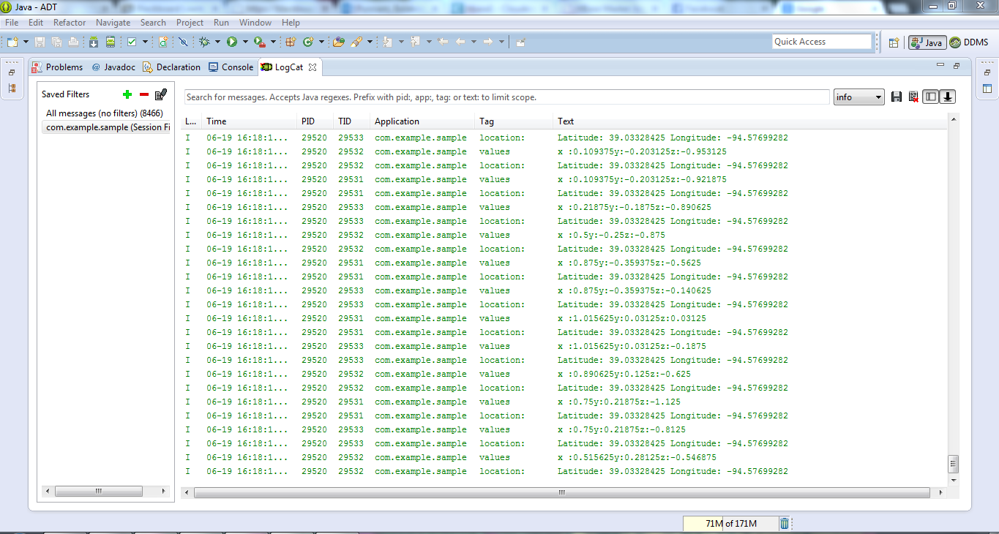 Java - ADT
File Edit Refactor Navigate Search Project Run Window Help
Quick Access Java DDMS
Problems @ Javadoc Declaration Console LogCat
Saved Filters
All messages (no filters) (8466)
com.example.sample (Session Fi
Search for messages. Accepts Java regexes. Prefix with pid:, app:, tag: or text: to limit scope. info
L... Time PID TID Application Tag Text
I 06-19 16:18:1... 29520 29533 com.example.sample location: Latitude: 39.03328425 Longitude: -94.57699282
I 06-19 16:18:1... 29520 29532 com.example.sample values x :0.109375y:-0.203125z:-0.953125
I 06-19 16:18:1... 29520 29532 com.example.sample location: Latitude: 39.03328425 Longitude: -94.57699282
I 06-19 16:18:1... 29520 29531 com.example.sample values x :0.109375y:-0.203125z:-0.921875
I 06-19 16:18:1... 29520 29531 com.example.sample location: Latitude: 39.03328425 Longitude: -94.57699282
I 06-19 16:18:1... 29520 29533 com.example.sample values x :0.21875y:-0.1875z:-0.890625
I 06-19 16:18:1... 29520 29533 com.example.sample location: Latitude: 39.03328425 Longitude: -94.57699282
I 06-19 16:18:1... 29520 29532 com.example.sample values x :0.5y:-0.25z:-0.875
I 06-19 16:18:1... 29520 29532 com.example.sample location: Latitude: 39.03328425 Longitude: -94.57699282
I 06-19 16:18:1... 29520 29531 com.example.sample values x :0.875y:-0.359375z:-0.5625
I 06-19 16:18:1... 29520 29531 com.example.sample location: Latitude: 39.03328425 Longitude: -94.57699282
I 06-19 16:18:1... 29520 29533 com.example.sample values x :0.875y:-0.359375z:-0.140625
I 06-19 16:18:1... 29520 29533 com.example.sample location: Latitude: 39.03328425 Longitude: -94.57699282
I 06-19 16:18:1... 29520 29531 com.example.sample values x :1.015625y:0.03125z:0.03125
I 06-19 16:18:1... 29520 29531 com.example.sample location: Latitude: 39.03328425 Longitude: -94.57699282
I 06-19 16:18:1... 29520 29533 com.example.sample values x :1.015625y:0.03125z:-0.1875
I 06-19 16:18:1... 29520 29533 com.example.sample location: Latitude: 39.03328425 Longitude: -94.57699282
I 06-19 16:18:1... 29520 29532 com.example.sample values x :0.890625y:0.125z:-0.625
I 06-19 16:18:1... 29520 29532 com.example.sample location: Latitude: 39.03328425 Longitude: -94.57699282
I 06-19 16:18:1... 29520 29531 com.example.sample values x :0.75y:0.21875z:-1.125
I 06-19 16:18:1... 29520 29531 com.example.sample location: Latitude: 39.03328425 Longitude: -94.57699282
I 06-19 16:18:1... 29520 29533 com.example.sample values x :0.75y:0.21875z:-0.8125
I 06-19 16:18:1... 29520 29533 com.example.sample location: Latitude: 39.03328425 Longitude: -94.57699282
I 06-19 16:18:1... 29520 29532 com.example.sample values x :0.515625y:0.28125z:-0.546875
I 06-19 16:18:1... 29520 29532 com.example.sample location: Latitude: 39.03328425 Longitude: -94.57699282
71M of 171M